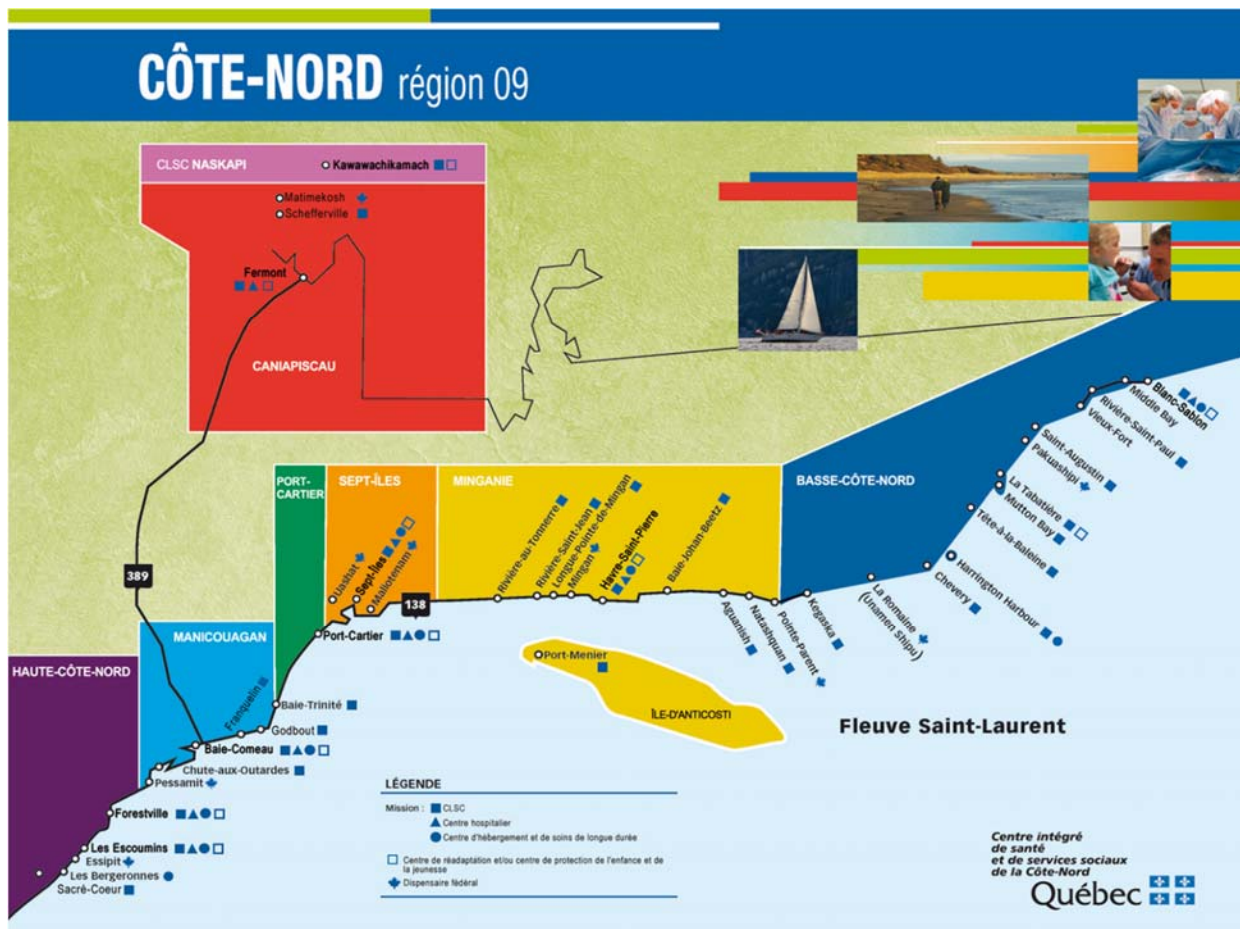 CÔTE-NORD région 09
CLSC NASKAPI
Kawawachikamach
Matimekosh
Schefferville
Fermont
CANIAPISCAU
389
PORT-
CARTIER
SEPT-ÎLES
MINGANIE
BASSE-CÔTE-NORD
MANICOUAGAN
HAUTE-CÔTE-NORD
Uashat
Sept-Îles
Maliotenam
138
Rivière-au-Tonnerre
Rivière-Saint-Jean
Longue-Pointe-de-Mingan
Mingan
Havre-Saint-Pierre
Baie-Johan-Beetz
Aguanish
Natashquan
Pointe-Parent
Kegaska
La Romaine
(Unamen Shipu)
Chevery
Harrington Harbour
Tête-à-la-Baleine
Mutton Bay
La Tabatière
Pakuashipi
Saint-Augustin
Vieux-Fort
Rivière-Saint-Paul
Middle Bay
Blanc-Sablon
Port-Cartier
Port-Menier
ÎLE-D'ANTICOSTI
Fleuve Saint-Laurent
Franquelin
Baie-Trinité
Godbout
Baie-Comeau
Chute-aux-Outardes
Pessamit
Forestville
Les Escoumins
Essipit
Les Bergeronnes
Sacré-Coeur
LÉGENDE
Mission :
CLSC
Centre hospitalier
Centre d'hébergement et de soins de longue durée
Centre de réadaptation et/ou centre de protection de l'enfance et de
la jeunesse
Dispensaire fédéral
Centre intégré
de santé
et de services sociaux
de la Côte-Nord
Québec